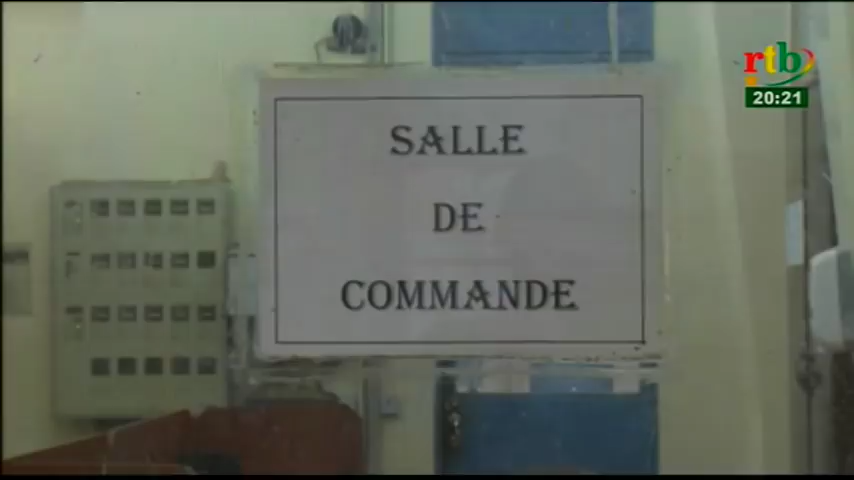 rtb
20:21
SALLE
DE
COMMANDE